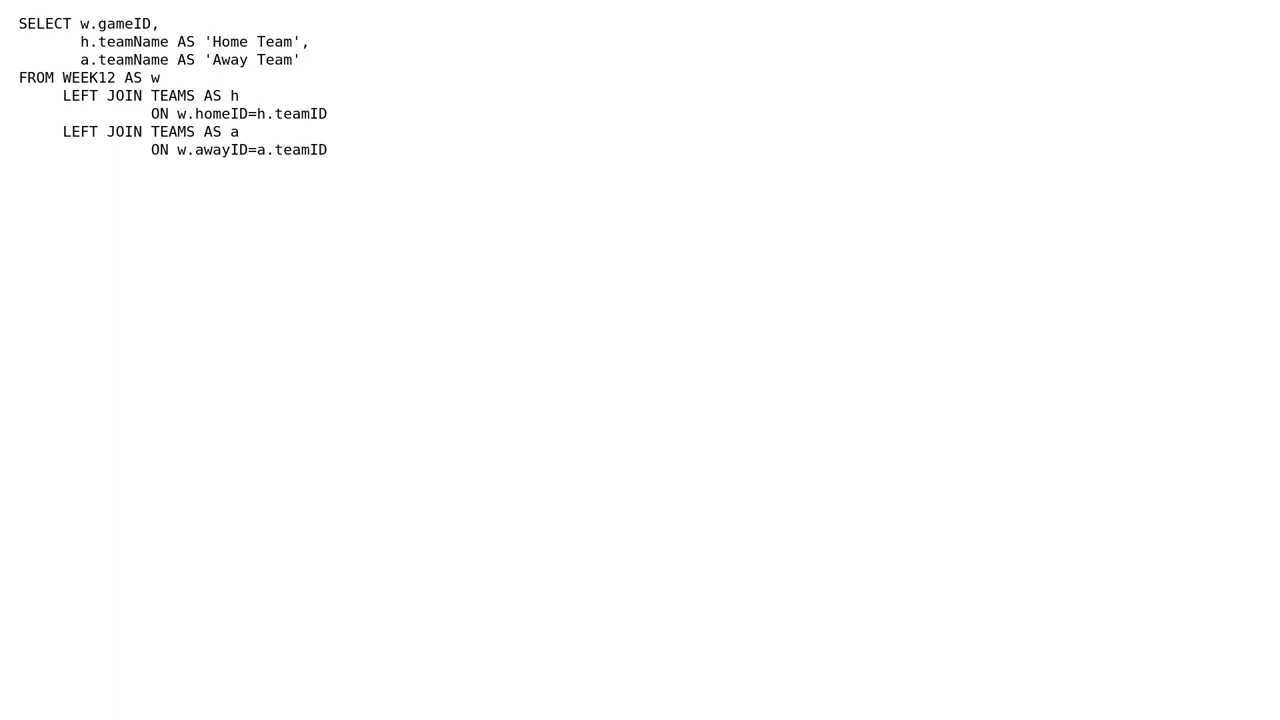 SELECT w.gameID,
       h.teamName AS 'Home Team',
       a.teamName AS 'Away Team'
FROM WEEK12 AS w
     LEFT JOIN TEAMS AS h
               ON w.homeID=h.teamID
     LEFT JOIN TEAMS AS a
               ON w.awayID=a.teamID